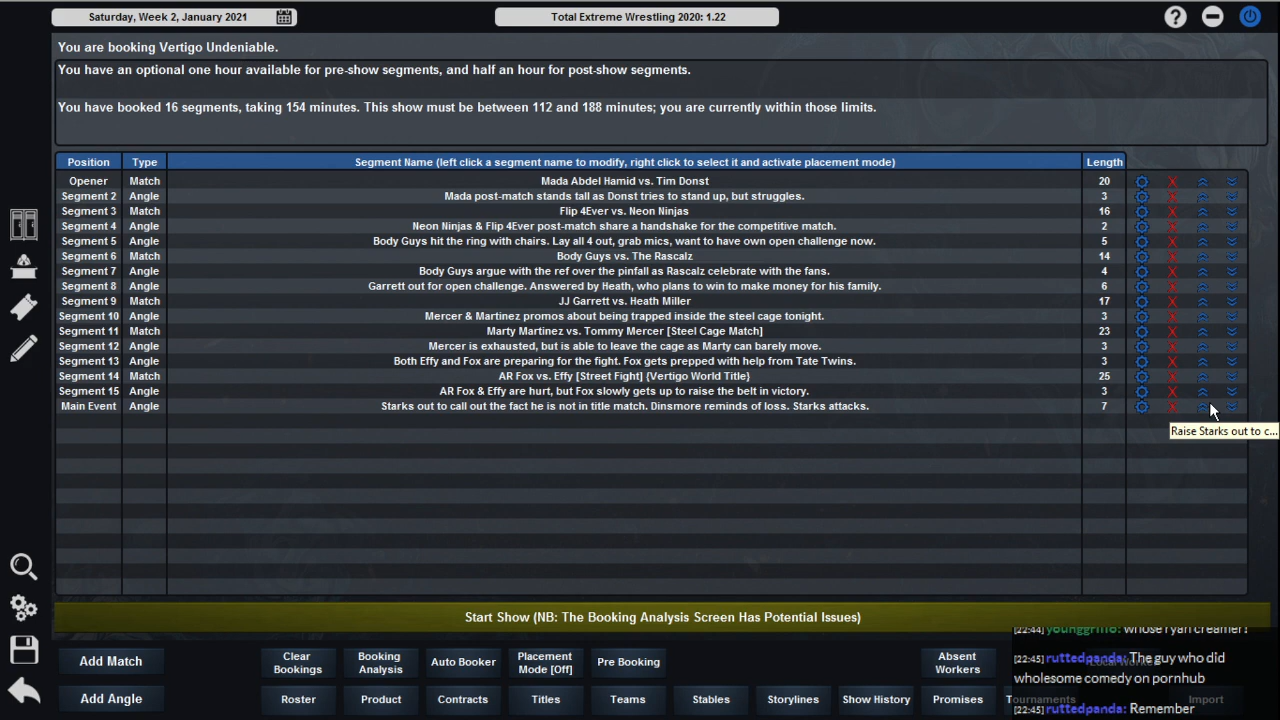 Saturday, Week 2, January 2021
Total Extreme Wrestling 2020: 1.22
You are booking Vertigo Undeniable.
You have an optional one hour available for pre-show segments, and half an hour for post-show segments.
You have booked 16 segments, taking 154 minutes. This show must be between 112 and 188 minutes; you are currently within those limits.
Position Type Segment Name (left click a segment name to modify, right click to select it and activate placement mode) Length
Opener Match Mada Abdel Hamid vs. Tim Donst 20
Segment 2 Angle Mada post-match stands tall as Donst tries to stand up, but struggles. 3
Segment 3 Match Flip 4Ever vs. Neon Ninjas 16
Segment 4 Angle Neon Ninjas & Flip 4Ever post-match share a handshake for the competitive match. 2
Segment 5 Angle Body Guys hit the ring with chairs. Lay all 4 out, grab mics, want to have own open challenge now. 5
Segment 6 Match Body Guys vs. The Rascalz 14
Segment 7 Angle Body Guys argue with the ref over the pinfall as Rascalz celebrate with the fans. 4
Segment 8 Angle Garrett out for open challenge. Answered by Heath, who plans to win to make money for his family. 6
Segment 9 Match JJ Garrett vs. Heath Miller 17
Segment 10 Angle Mercer & Martinez promos about being trapped inside the steel cage tonight. 3
Segment 11 Match Marty Martinez vs. Tommy Mercer [Steel Cage Match] 23
Segment 12 Angle Mercer is exhausted, but is able to leave the cage as Marty can barely move. 3
Segment 13 Angle Both Effy and Fox are preparing for the fight. Fox gets prepped with help from Tate Twins. 3
Segment 14 Match AR Fox vs. Effy [Street Fight] {Vertigo World Title} 25
Segment 15 Angle AR Fox & Effy are hurt, but Fox slowly gets up to raise the belt in victory. 3
Main Event Angle Starks out to call out the fact he is not in title match. Dinsmore reminds of loss. Starks attacks. 7
Raise Starks out to c...
Start Show (NB: The Booking Analysis Screen Has Potential Issues)
Add Match Clear Bookings Booking Analysis Auto Booker Placement Mode [Off] Pre Booking Absent Workers
Add Angle Roster Product Contracts Titles Teams Stables Storylines Show History Promises Tournaments Import
[22:44] younggriffo: whose ryan creamer?
[22:45] ruttedpanda: The guy who did
wholesome comedy on pornhub
[22:45] ruttedpanda: Remember